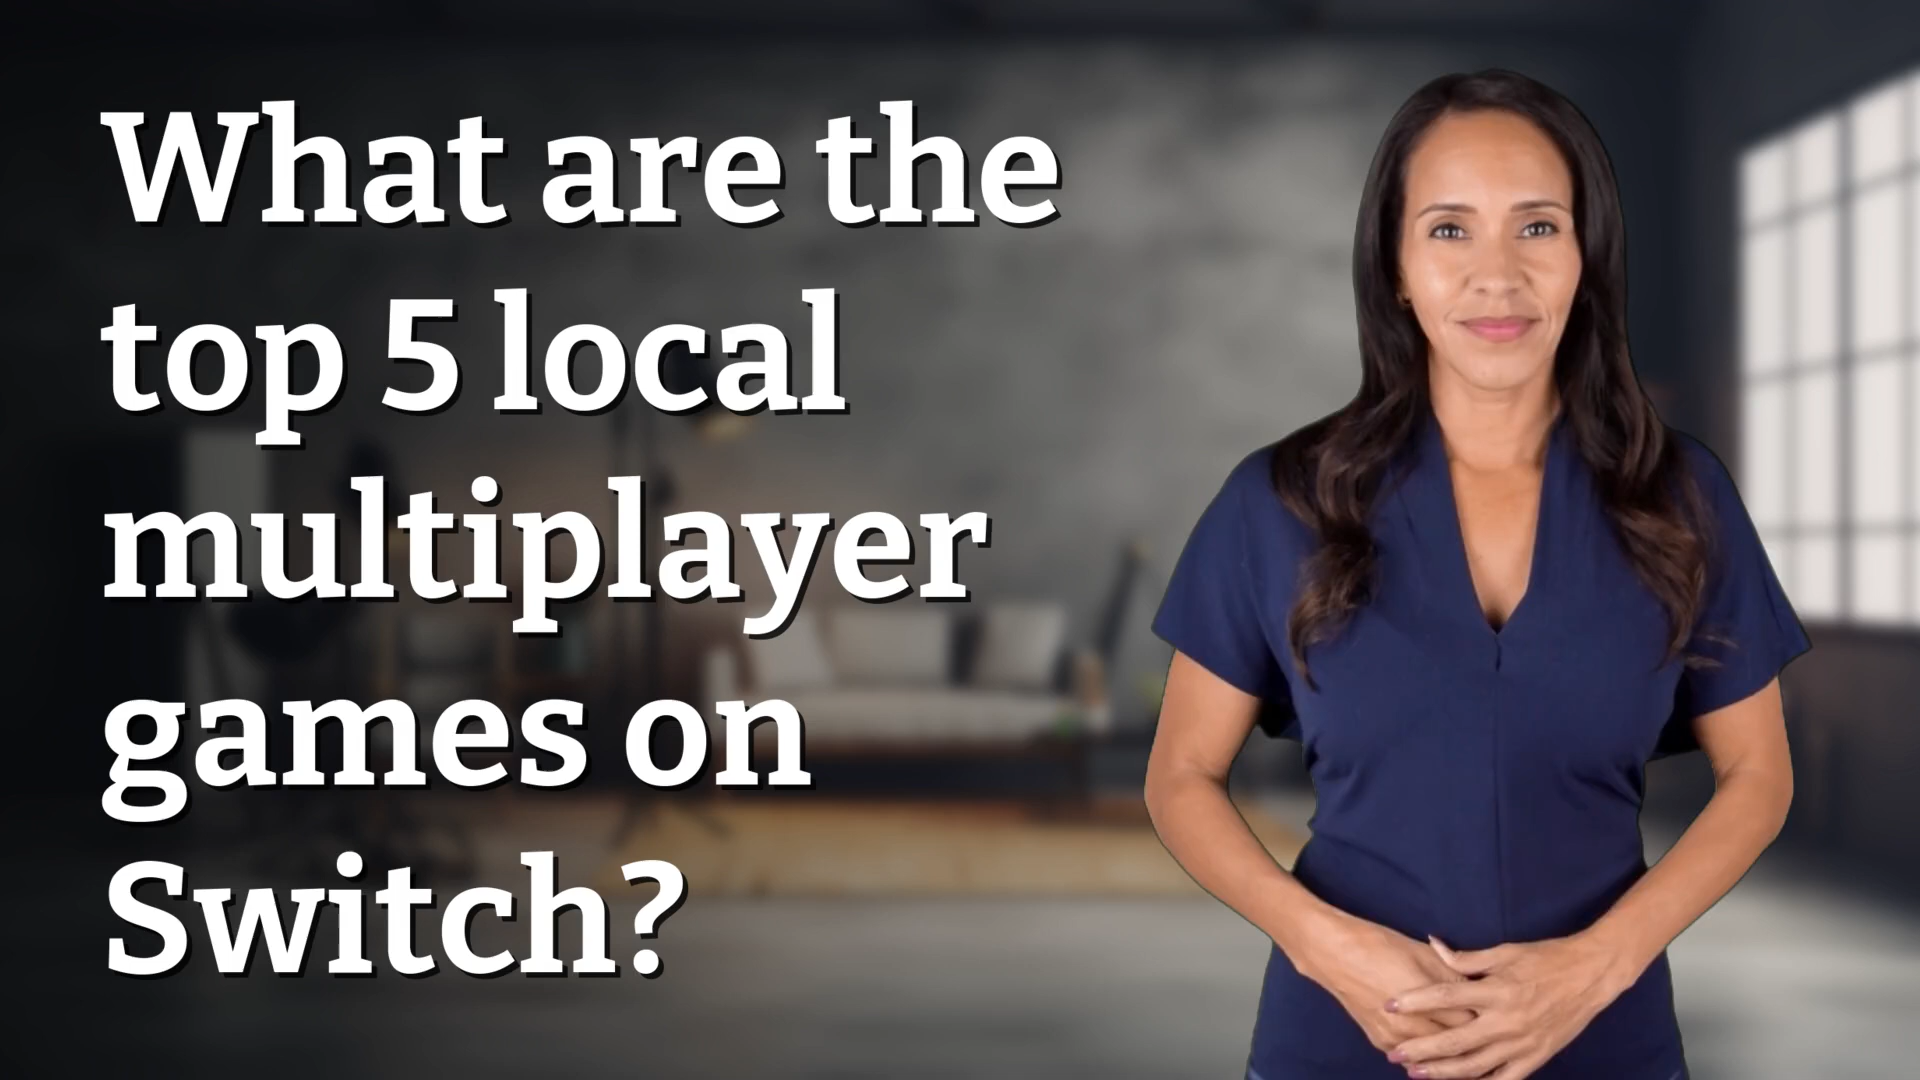 What are the
top 5 local
multiplayer
games on
Switch?